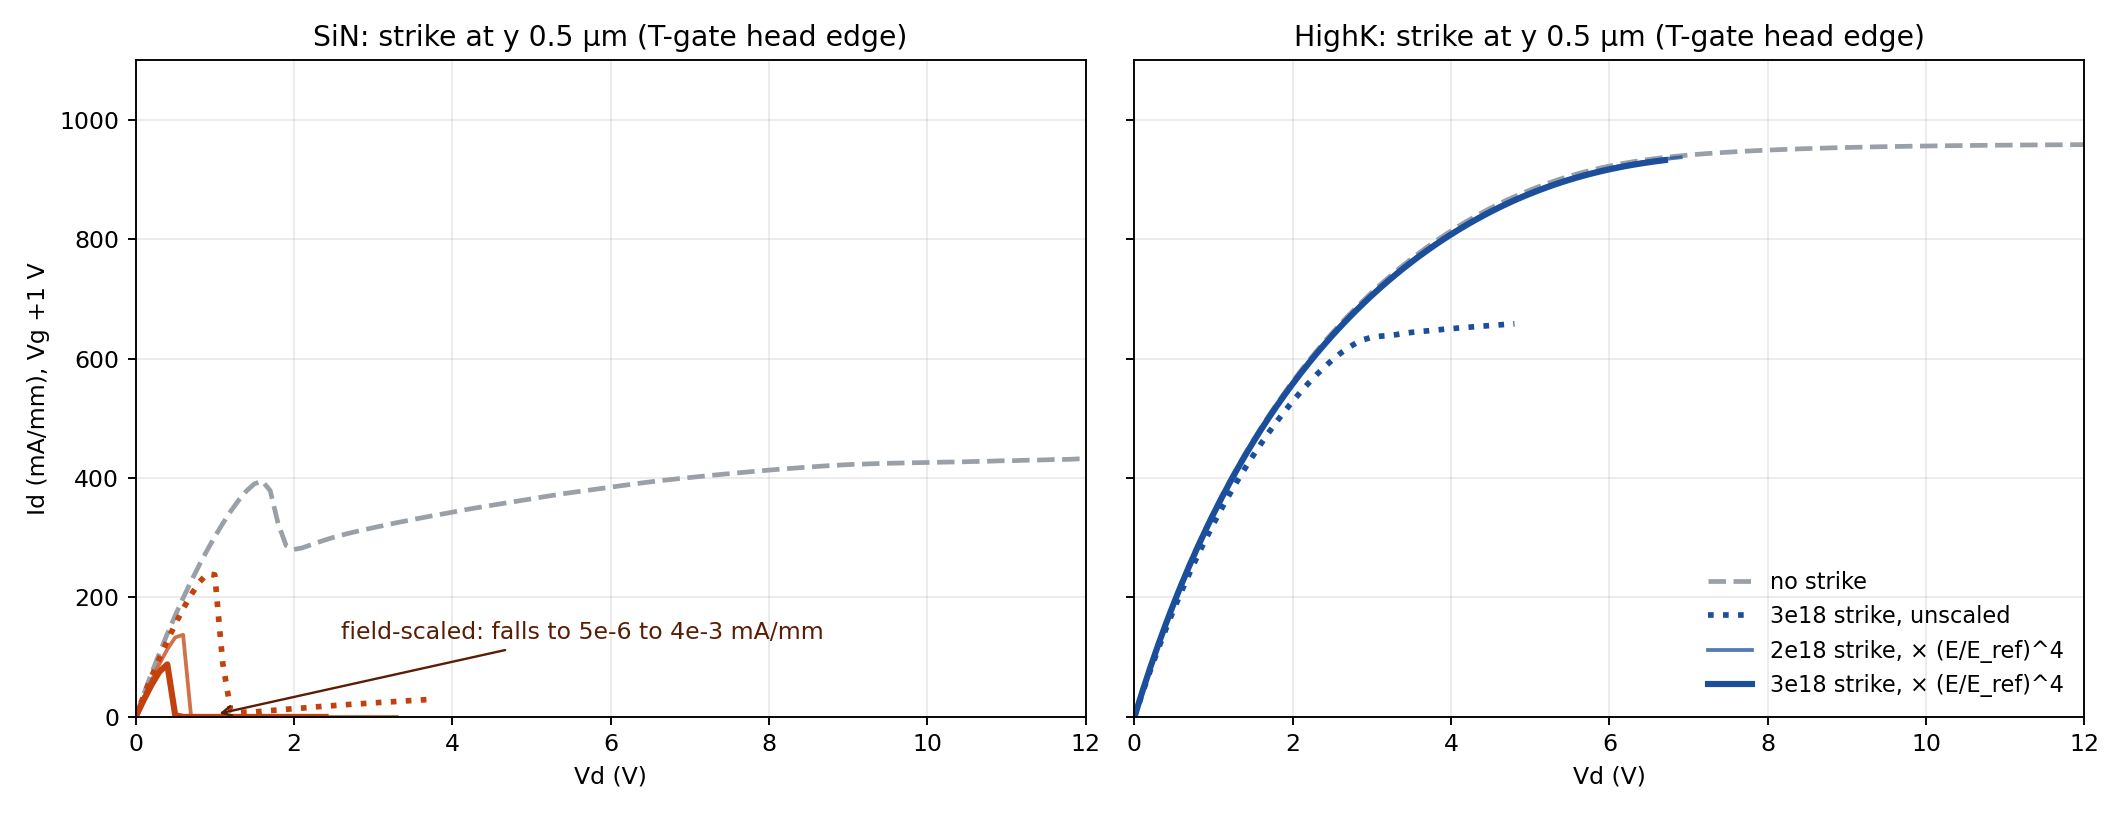 SiN: strike at y 0.5 µm (T-gate head edge)
HighK: strike at y 0.5 µm (T-gate head edge)
Id (mA/mm), Vg +1 V
1000
800
600
400
200
0
field-scaled: falls to 5e-6 to 4e-3 mA/mm
0 2 4 6 8 10 12
Vd (V)
no strike
3e18 strike, unscaled
2e18 strike, × (E/E_ref)^4
3e18 strike, × (E/E_ref)^4
0 2 4 6 8 10 12
Vd (V)